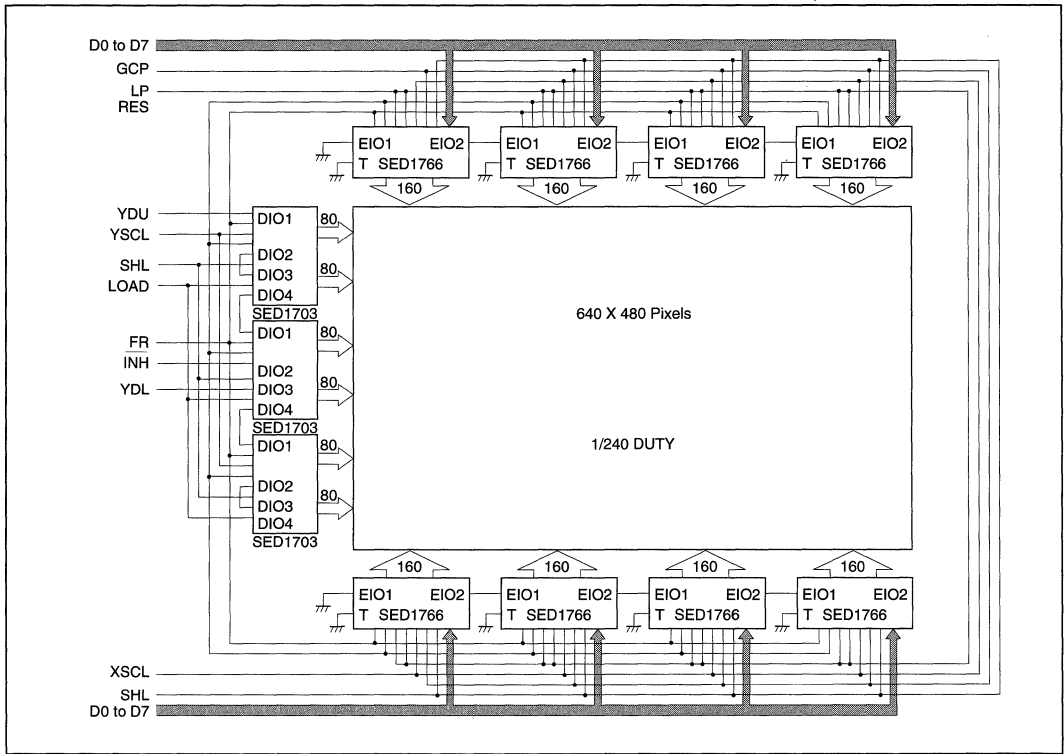 D0 to D7
GCP
LP
RES
EIO1 EIO2 EIO1 EIO2 EIO1 EIO2 EIO1 EIO2
T SED1766 T SED1766 T SED1766 T SED1766
160 160 160 160
YDU
YSCL
SHL
LOAD
FR
INH
YDL
DIO1 80
DIO2
DIO3 80
DIO4
SED1703
DIO1 80
DIO2
DIO3 80
DIO4
SED1703
DIO1 80
DIO2
DIO3 80
DIO4
SED1703
640 X 480 Pixels
1/240 DUTY
160 160 160 160
EIO1 EIO2 EIO1 EIO2 EIO1 EIO2 EIO1 EIO2
T SED1766 T SED1766 T SED1766 T SED1766
XSCL
SHL
D0 to D7